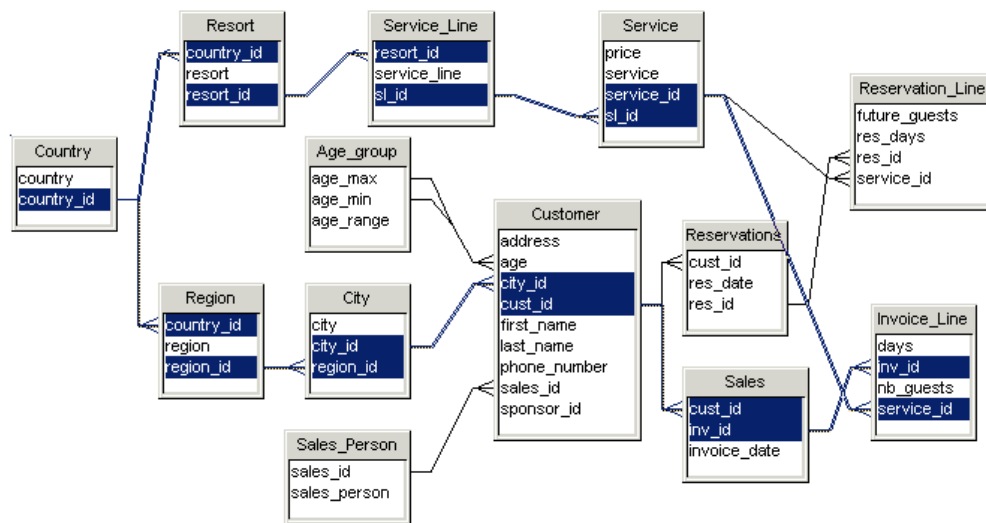 Resort
country_id
resort
resort_id
Service_Line
resort_id
service_line
sl_id
Service
price
service
service_id
sl_id
Reservation_Line
future_guests
res_days
res_id
service_id
Country
country
country_id
Age_group
age_max
age_min
age_range
Customer
address
age
city_id
cust_id
first_name
last_name
phone_number
sales_id
sponsor_id
Reservations
cust_id
res_date
res_id
Region
country_id
region
region_id
City
city
city_id
region_id
Invoice_Line
days
inv_id
nb_guests
service_id
Sales
cust_id
inv_id
invoice_date
Sales_Person
sales_id
sales_person